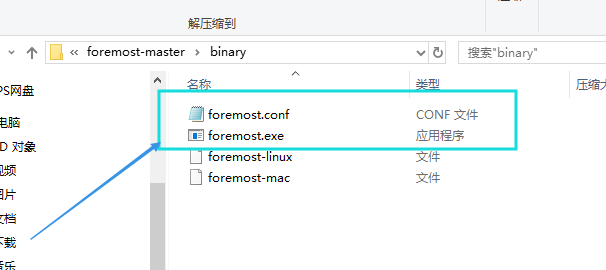 解压缩到
« foremost-master › binary
搜索"binary"
PS网盘
名称
类型
压缩大
电脑
foremost.conf
CONF 文件
D 对象
foremost.exe
应用程序
视频
foremost-linux
文件
图片
foremost-mac
文件
文档
下载
音乐